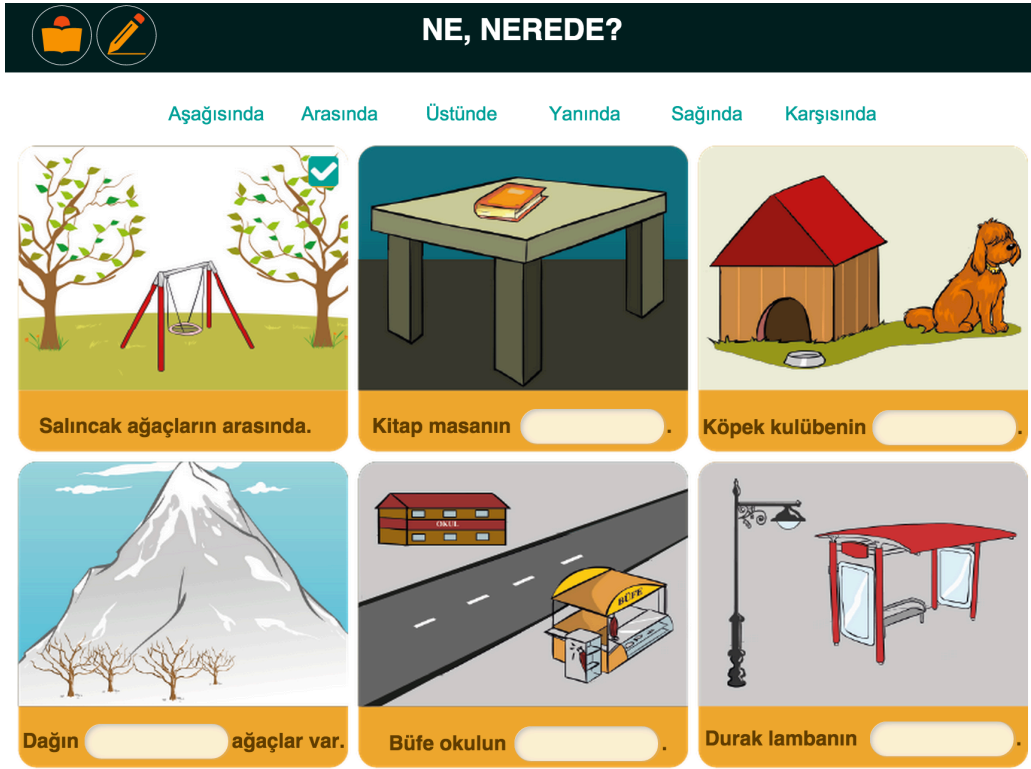 NE, NEREDE?
Aşağısında Arasında Üstünde Yanında Sağında Karşısında
Salıncak ağaçların arasında.
Kitap masanın .
Köpek kulübenin .
OKUL
BÜFE
Dağın ağaçlar var.
Büfe okulun .
Durak lambanın .